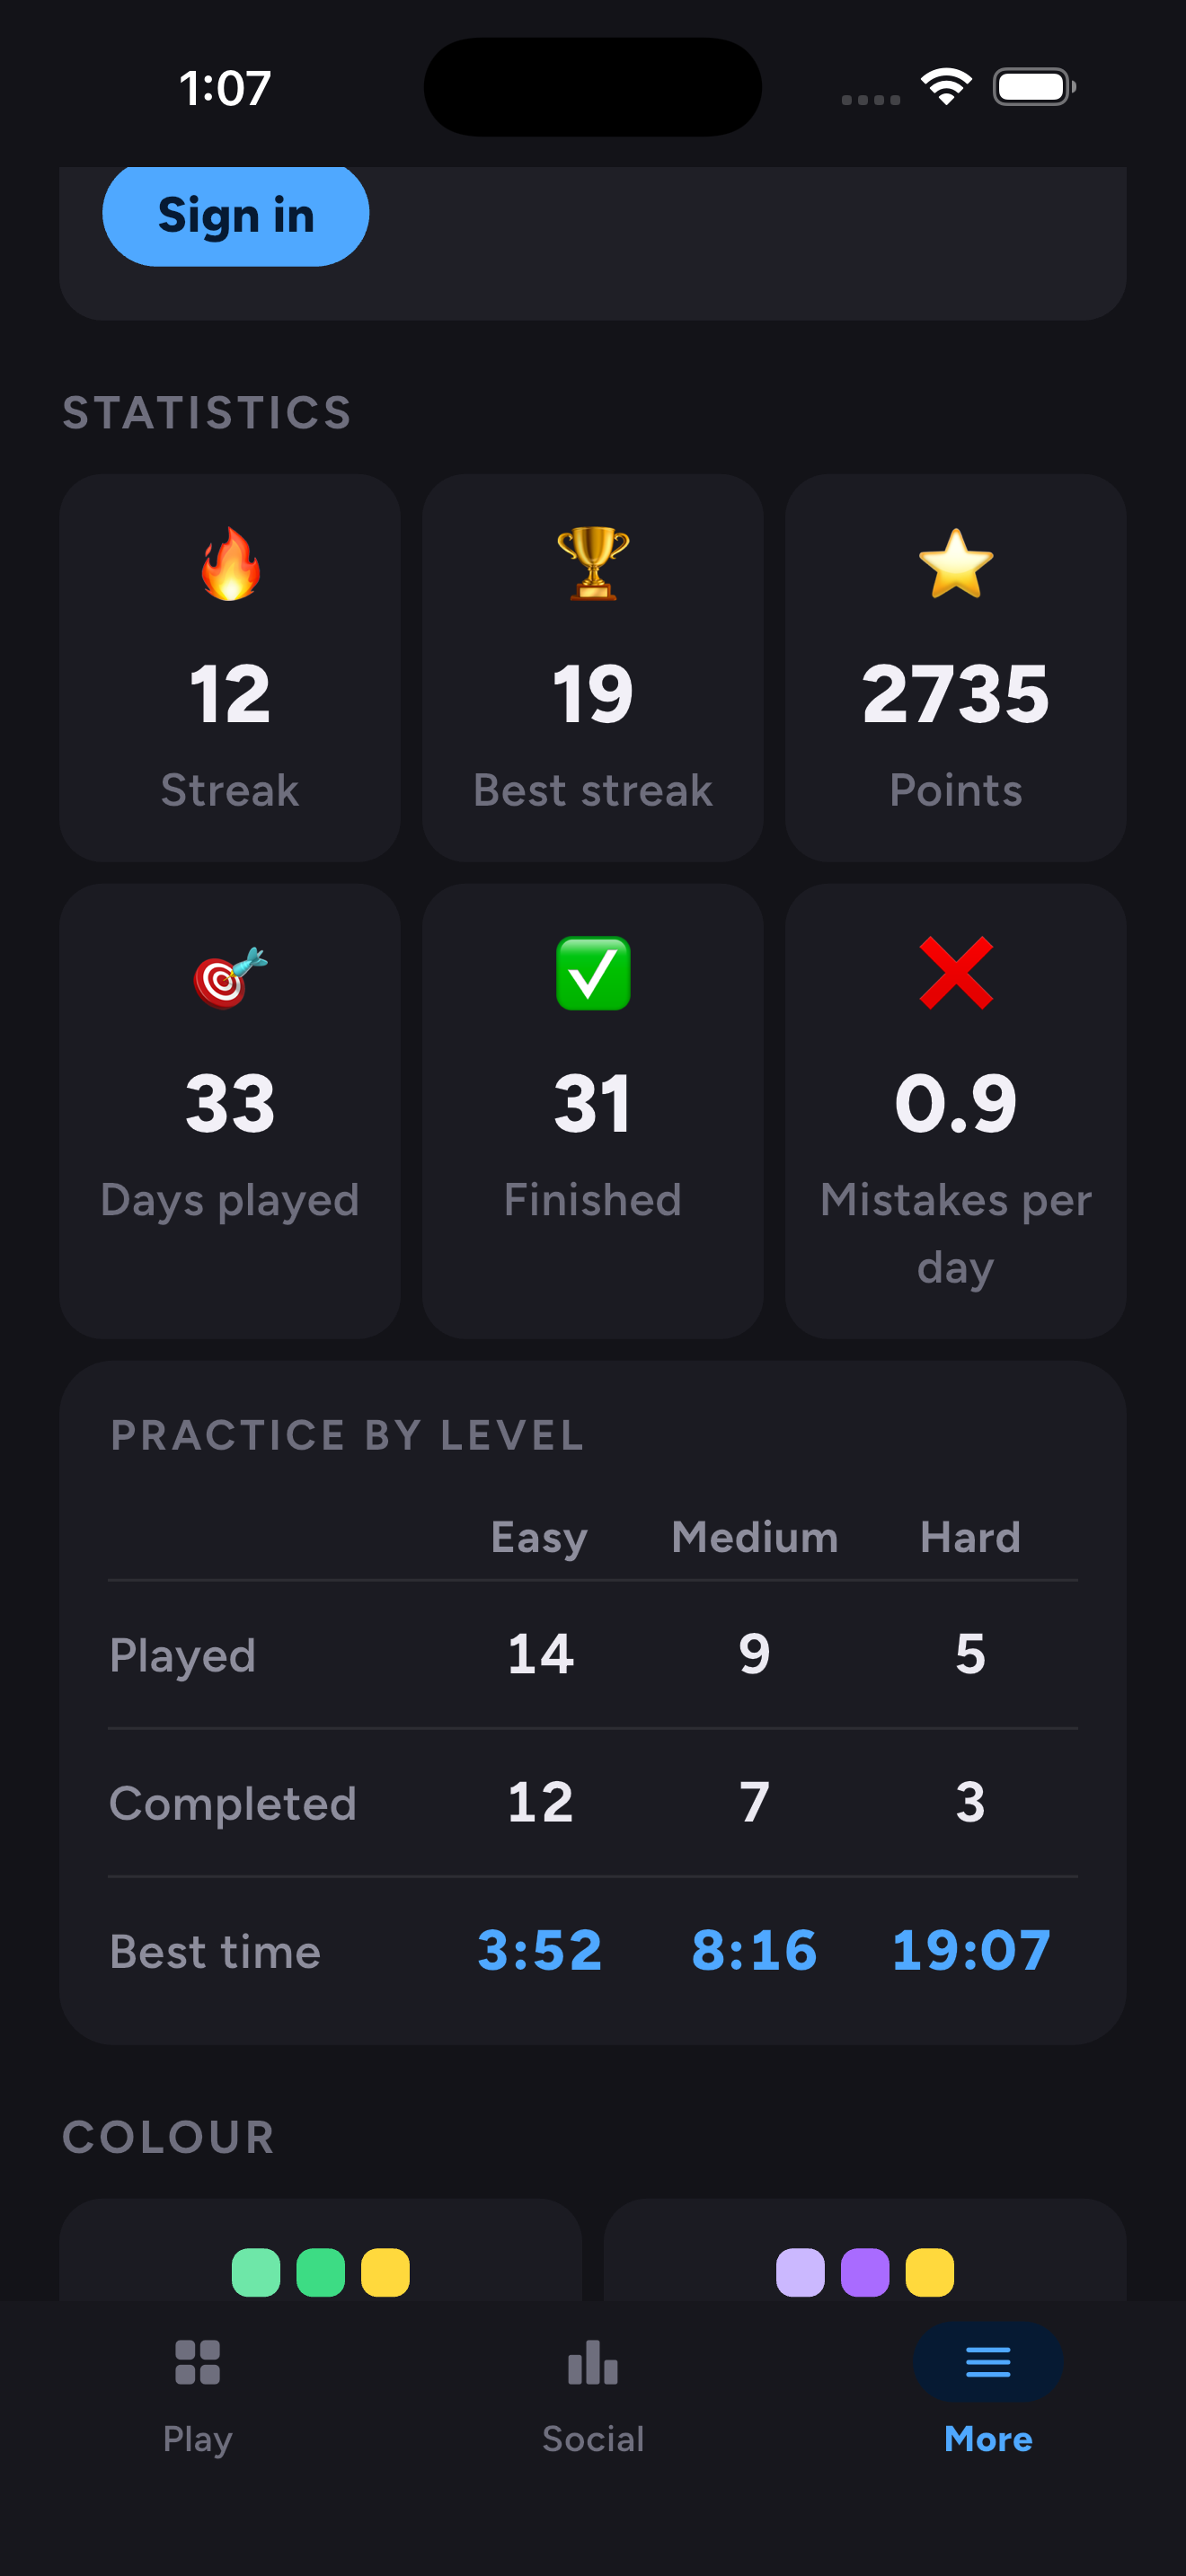 1:07
Sign in
STATISTICS
12
19
2735
Streak
Best streak
Points
33
31
0.9
Days played
Finished
Mistakes per
day
PRACTICE BY LEVEL
Easy Medium Hard
Played 14 9 5
Completed 12 7 3
Best time 3:52 8:16 19:07
COLOUR
Play
Social
More